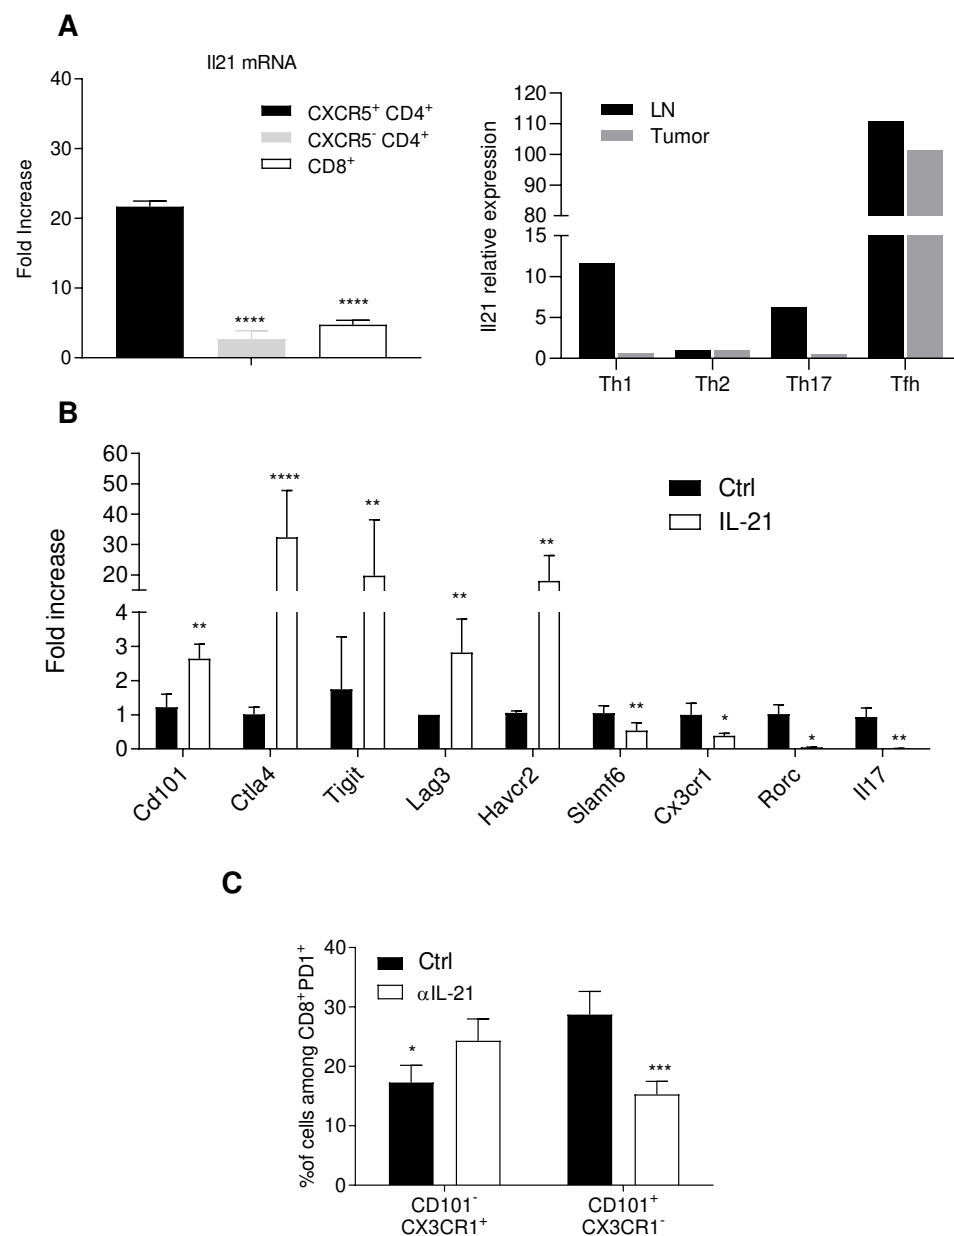 A
Il21 mRNA
Fold Increase
40
30
20
10
0
CXCR5⁺ CD4⁺
CXCR5⁻ CD4⁺
CD8⁺
****
****
Il21 relative expression
120
110
100
90
80
15
10
5
0
LN
Tumor
Th1
Th2
Th17
Tfh
B
Fold increase
60
50
40
30
20
4
3
2
1
0
Ctrl
IL-21
**
****
**
**
**
**
*
*
**
Cd101
Ctla4
Tigit
Lag3
Havcr2
Slamf6
Cx3cr1
Rorc
Il17
C
%of cells among CD8⁺PD1⁺
40
30
20
10
0
Ctrl
αIL-21
*
***
CD101⁻
CX3CR1⁺
CD101⁺
CX3CR1⁻